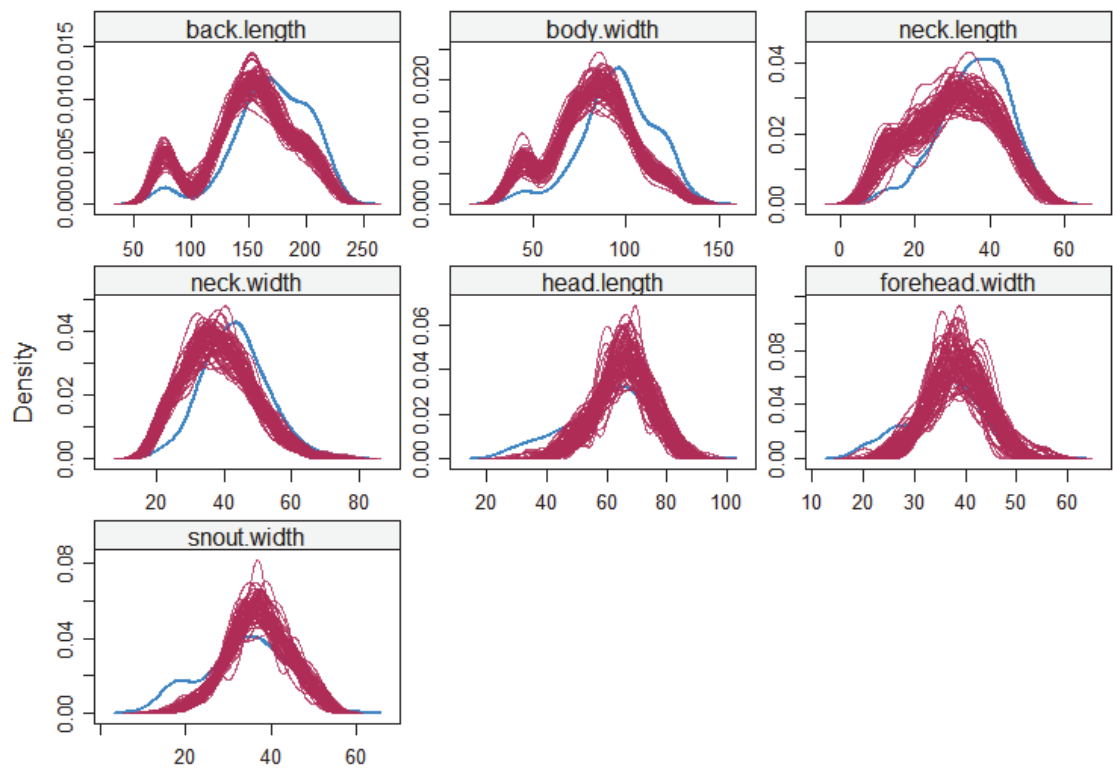 back.length body.width neck.length
0.000 0.005 0.010 0.015
0.000 0.010 0.020
0.00 0.02 0.04
50 100 150 200 250
50 100 150
0 20 40 60
neck.width head.length forehead.width
Density
0.00 0.02 0.04
0.00 0.02 0.04 0.06
0.00 0.04 0.08
20 40 60 80
20 40 60 80 100
10 20 30 40 50 60
snout.width
0.00 0.04 0.08
20 40 60